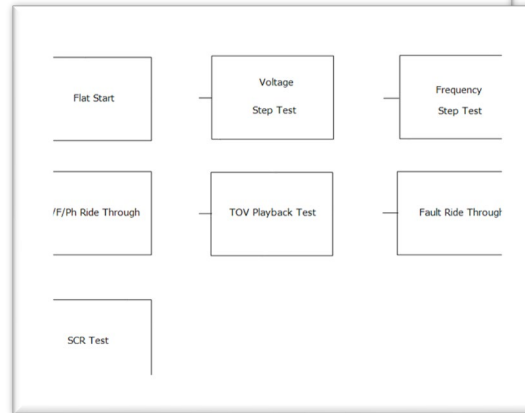 Flat Start
Voltage
Step Test
Frequency
Step Test
/F/Ph Ride Through
TOV Playback Test
Fault Ride Through
SCR Test